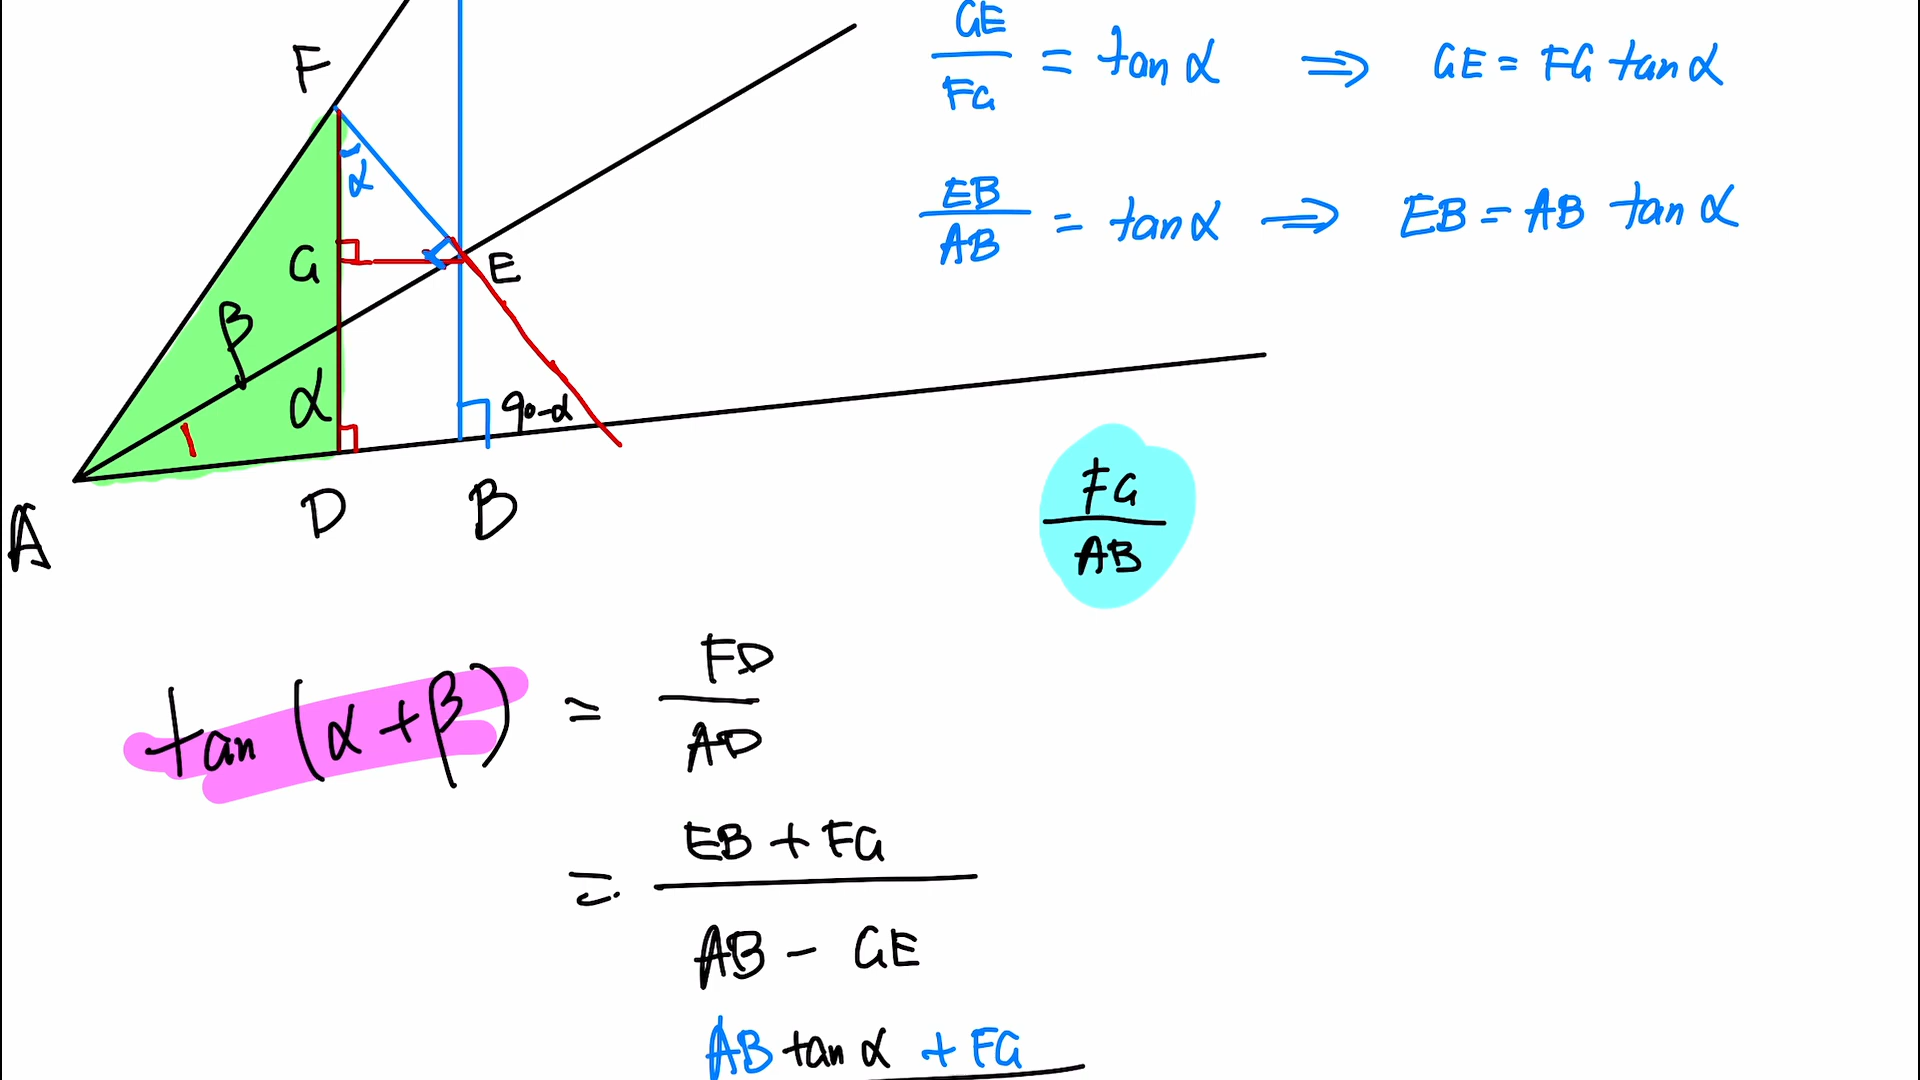 GE/FG = tan α ⟹ GE = FG tan α
EB/AB = tan α ⟹ EB = AB tan α
F
α
G
E
β
α
90-α
A
D
B
FG/AB
tan (α+β) = FD/AD
= EB + FG / AB - GE
AB tan α + FG